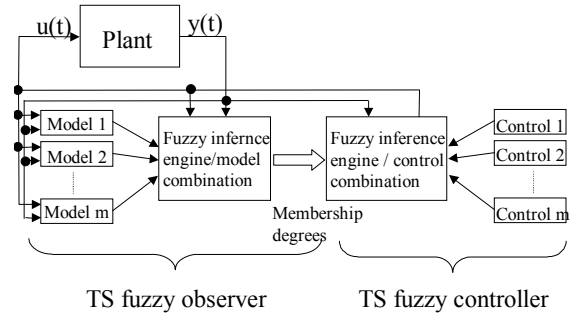 u(t)
y(t)
Plant
Model 1
Model 2
Model m
Fuzzy infernce
engine/model
combination
Fuzzy inference
engine / control
combination
Control 1
Control 2
Control m
Membership
degrees
TS fuzzy observer
TS fuzzy controller